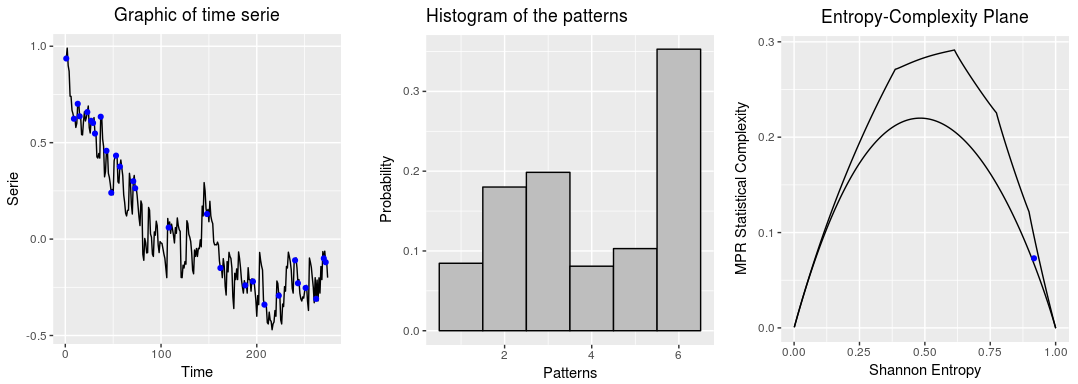 Graphic of time serie
Serie
1.0
0.5
0.0
-0.5
0
100
200
Time
Histogram of the patterns
Probability
0.3
0.2
0.1
0.0
2
4
6
Patterns
Entropy-Complexity Plane
MPR Statistical Complexity
0.3
0.2
0.1
0.0
0.00
0.25
0.50
0.75
1.00
Shannon Entropy